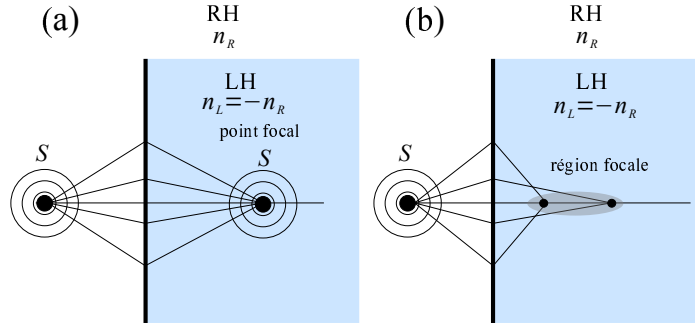 (a)
RH
n_R
LH
n_L=−n_R
point focal
S
S
(b)
RH
n_R
LH
n_L=−n_R
région focale
S